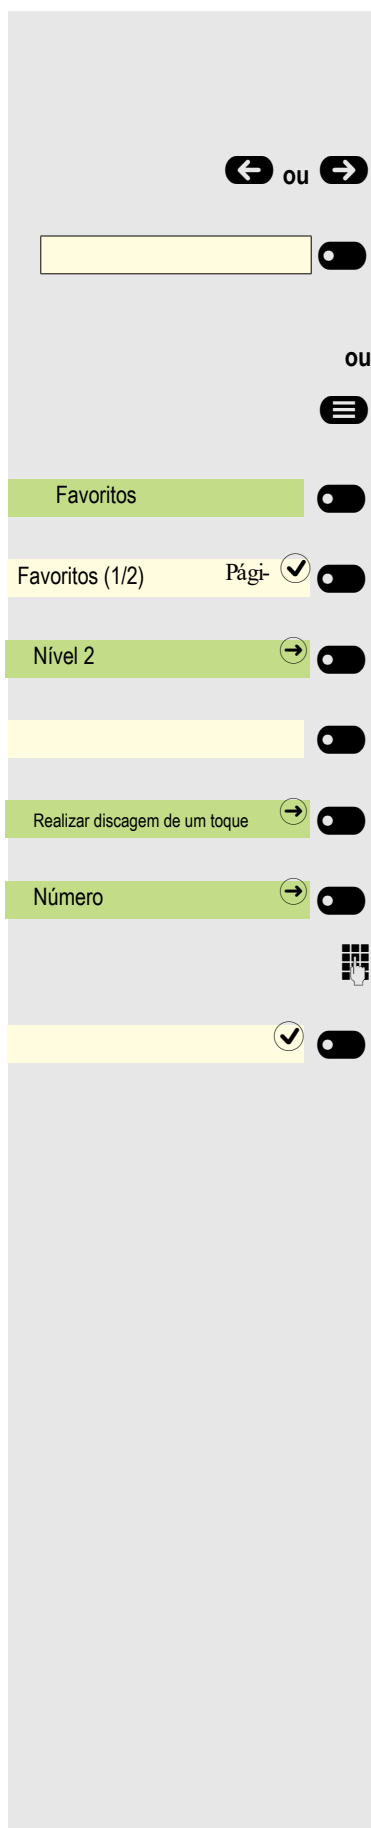 ou
ou
Favoritos
Favoritos (1/2) Pági-
Nível 2
Realizar discagem de um toque
Número